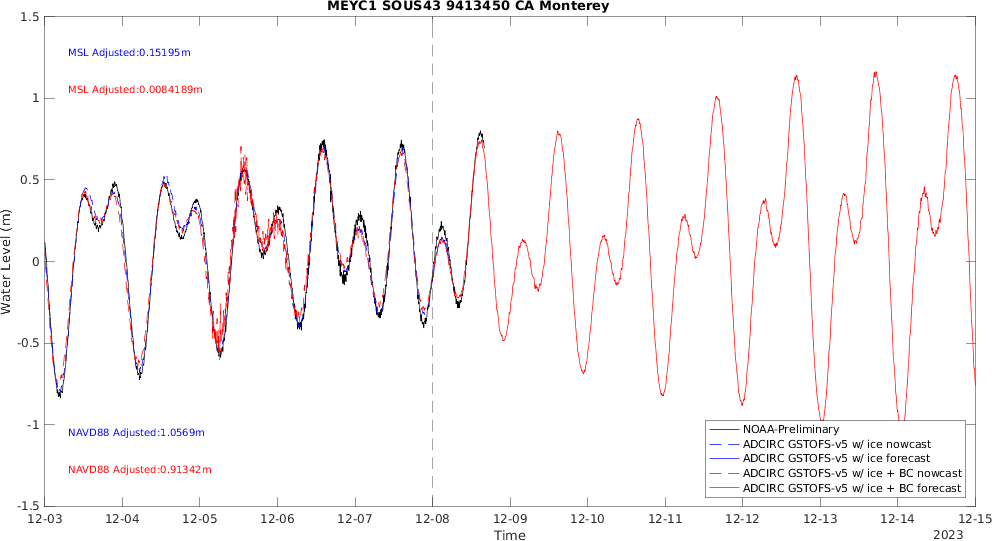 MEYC1 SOUS43 9413450 CA Monterey
1.5
1
0.5
0
-0.5
-1
-1.5
Water Level (m)
MSL Adjusted:0.15195m
MSL Adjusted:0.0084189m
NAVD88 Adjusted:1.0569m
NAVD88 Adjusted:0.91342m
NOAA-Preliminary
ADCIRC GSTOFS-v5 w/ ice nowcast
ADCIRC GSTOFS-v5 w/ ice forecast
ADCIRC GSTOFS-v5 w/ ice + BC nowcast
ADCIRC GSTOFS-v5 w/ ice + BC forecast
12-03 12-04 12-05 12-06 12-07 12-08 12-09 12-10 12-11 12-12 12-13 12-14 12-15
Time
2023